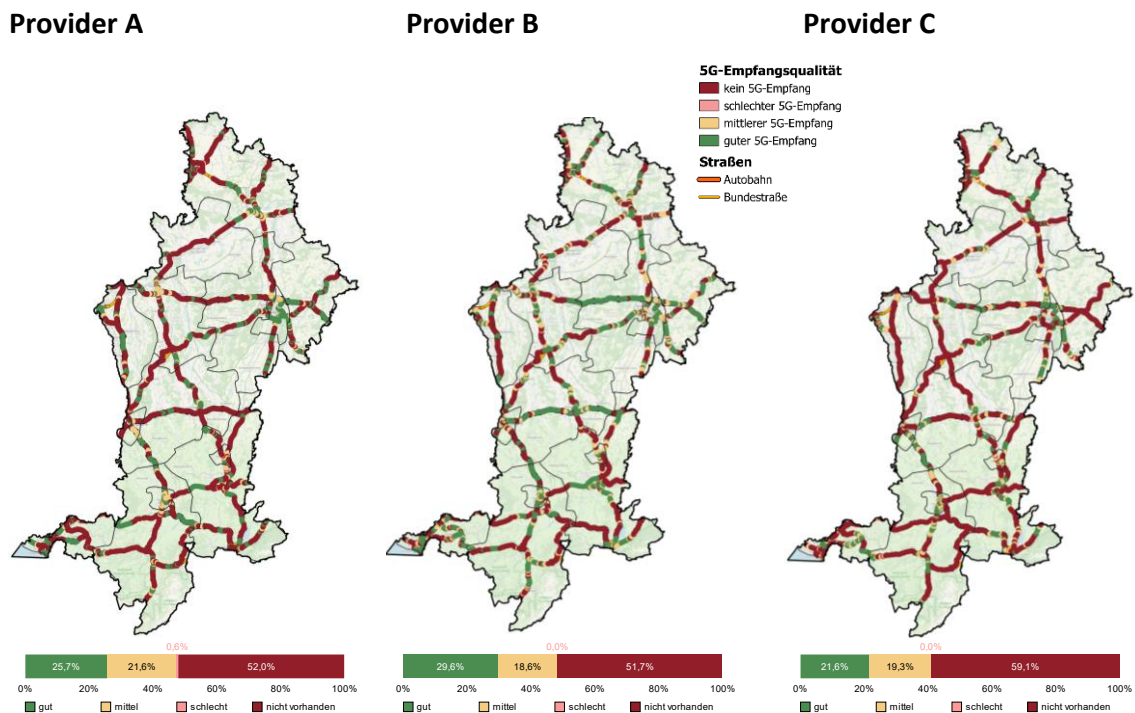 Provider A
Provider B
Provider C
5G-Empfangsqualität
kein 5G-Empfang
schlechter 5G-Empfang
mittlerer 5G-Empfang
guter 5G-Empfang
Straßen
Autobahn
Bundestraße
0,6%
25,7% 21,6% 52,0%
0% 20% 40% 60% 80% 100%
gut mittel schlecht nicht vorhanden
0,0%
29,6% 18,6% 51,7%
0% 20% 40% 60% 80% 100%
gut mittel schlecht nicht vorhanden
0,0%
21,6% 19,3% 59,1%
0% 20% 40% 60% 80% 100%
gut mittel schlecht nicht vorhanden